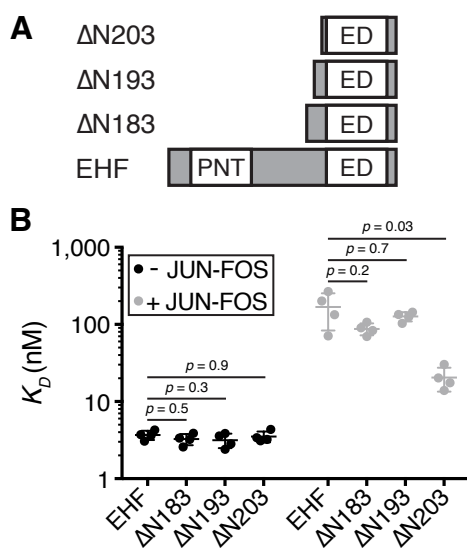 A
ΔN203 ED
ΔN193 ED
ΔN183 ED
EHF PNT ED
B
K_D (nM)
1,000
100
10
1
- JUN-FOS
+ JUN-FOS
p = 0.03
p = 0.7
p = 0.2
p = 0.9
p = 0.3
p = 0.5
EHF ΔN183 ΔN193 ΔN203 EHF ΔN183 ΔN193 ΔN203